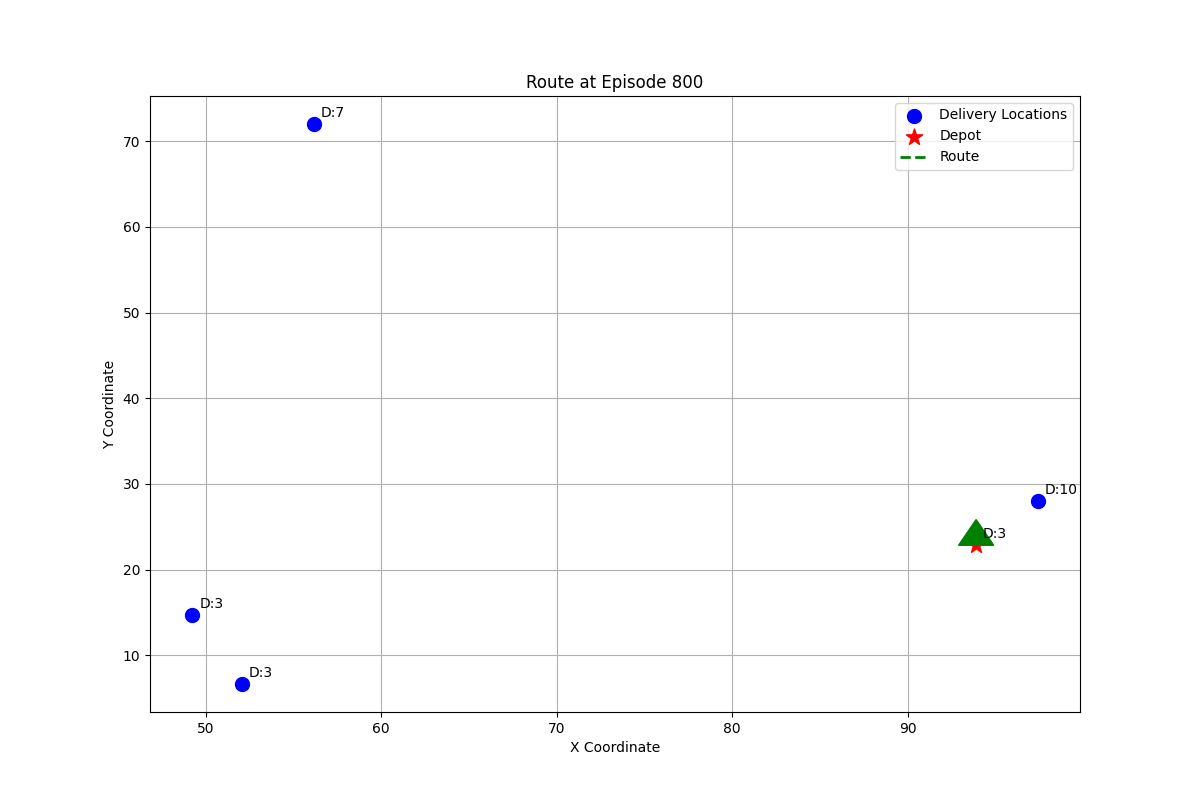 Route at Episode 800
D:7
Delivery Locations
Depot
Route
70
60
50
40
30
20
10
Y Coordinate
D:10
D:3
D:3
D:3
50
60
70
80
90
X Coordinate